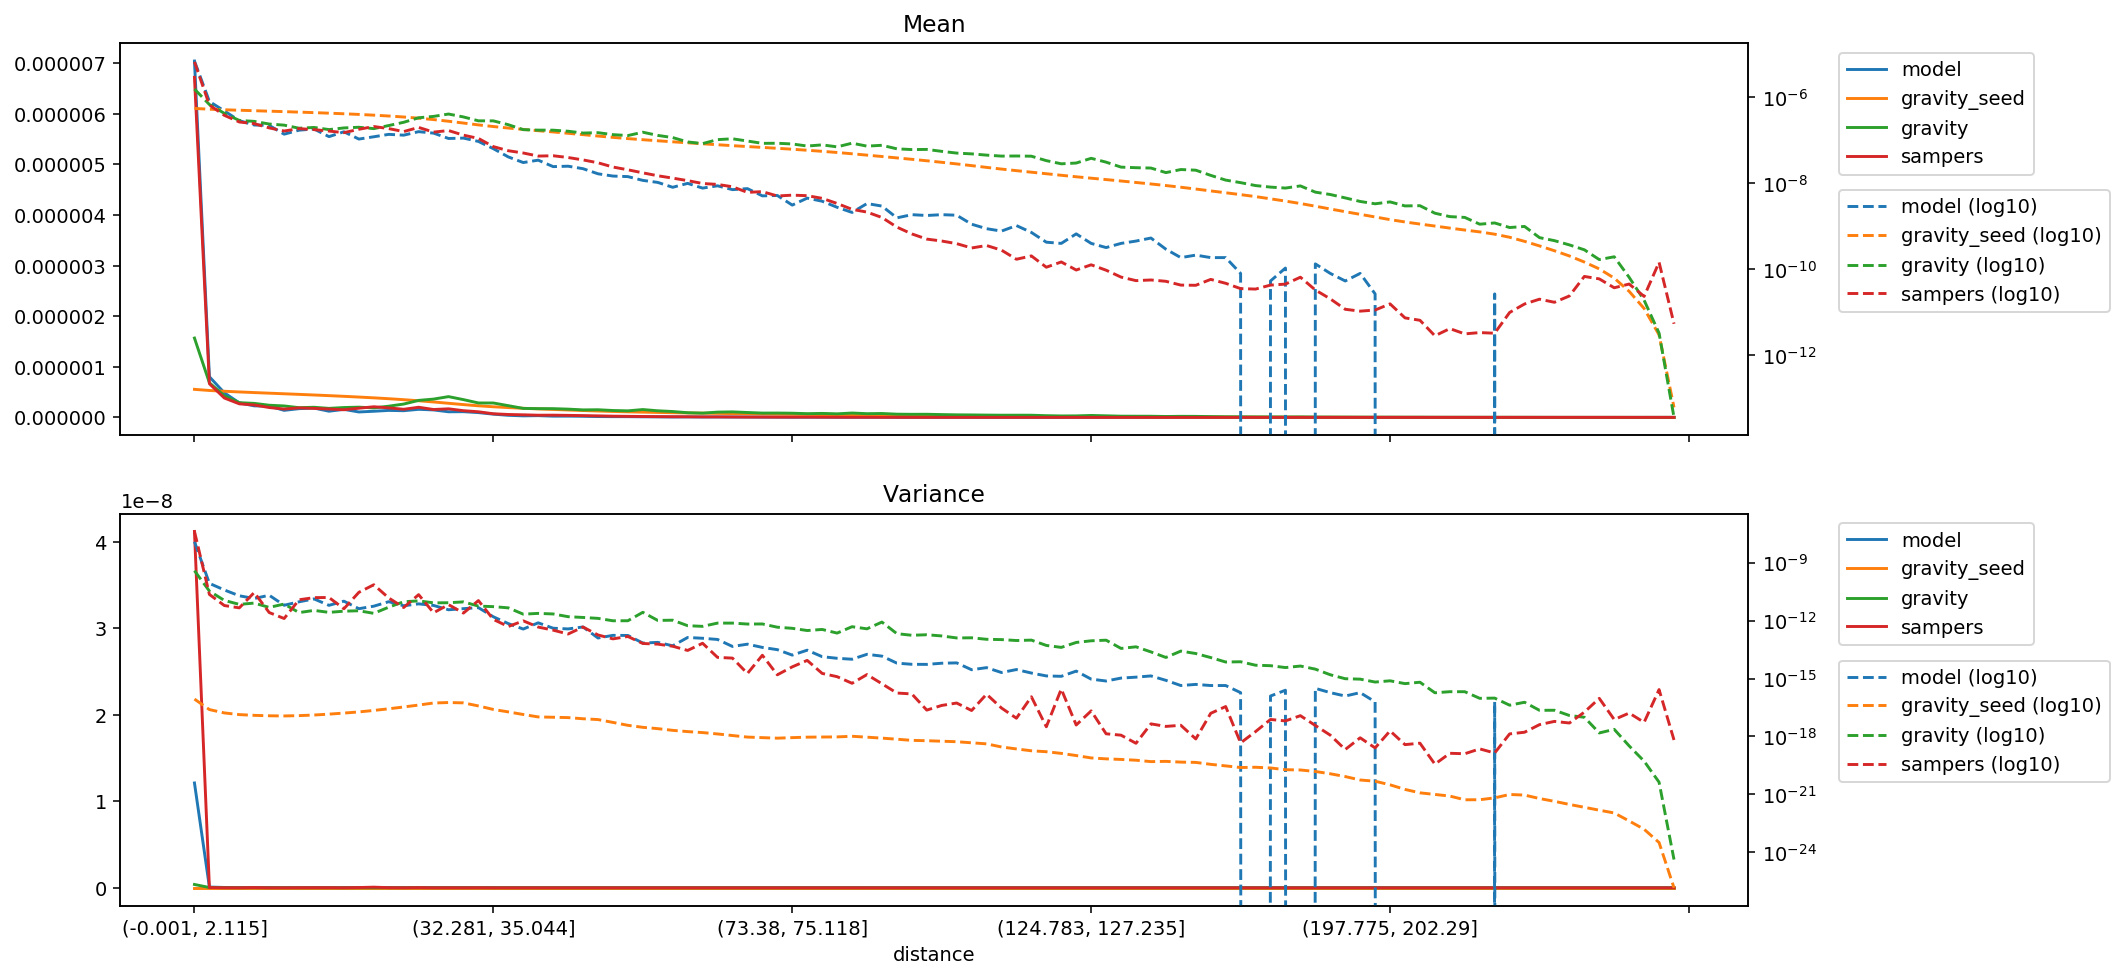 Mean
0.000007
0.000006
0.000005
0.000004
0.000003
0.000002
0.000001
0.000000
10⁻⁶
10⁻⁸
10⁻¹⁰
10⁻¹²
model
gravity_seed
gravity
sampers
model (log10)
gravity_seed (log10)
gravity (log10)
sampers (log10)
Variance
1e−8
4
3
2
1
0
10⁻⁹
10⁻¹²
10⁻¹⁵
10⁻¹⁸
10⁻²¹
10⁻²⁴
model
gravity_seed
gravity
sampers
model (log10)
gravity_seed (log10)
gravity (log10)
sampers (log10)
(-0.001, 2.115]
(32.281, 35.044]
(73.38, 75.118]
(124.783, 127.235]
(197.775, 202.29]
distance